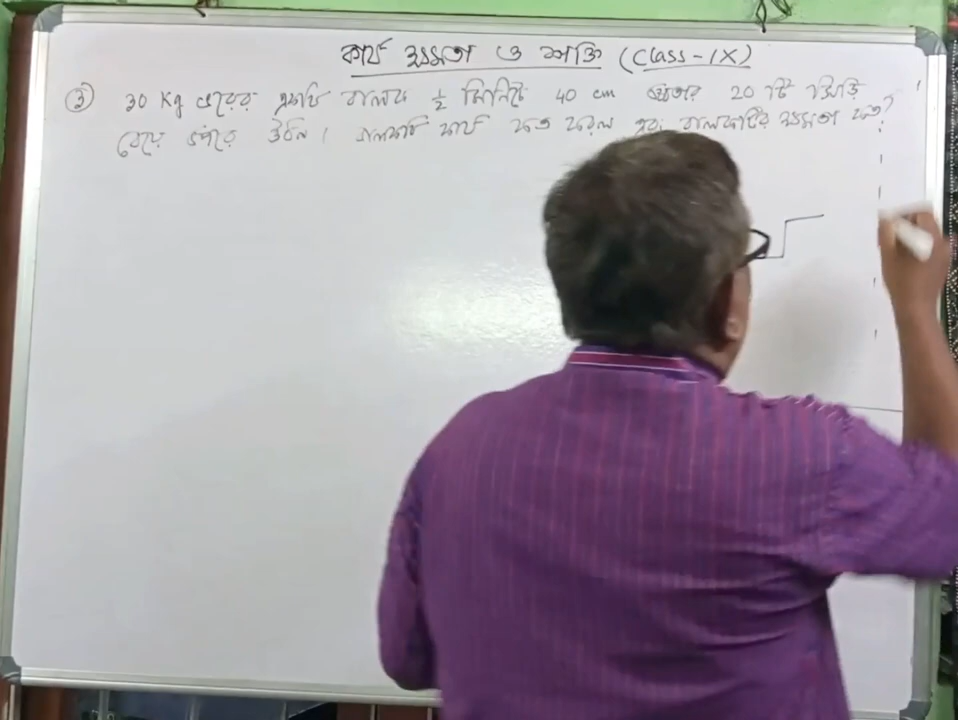 কার্য ক্ষমতা ও শক্তি (Class-IX)
③ 30 Kg ভরের একটি বালক ½ মিনিটে 40 cm উচ্চতার 20 টি সিঁড়ি
বেয়ে উপরে উঠল। বালকটি কার্য কত করল এবং বালকটির ক্ষমতা কত?